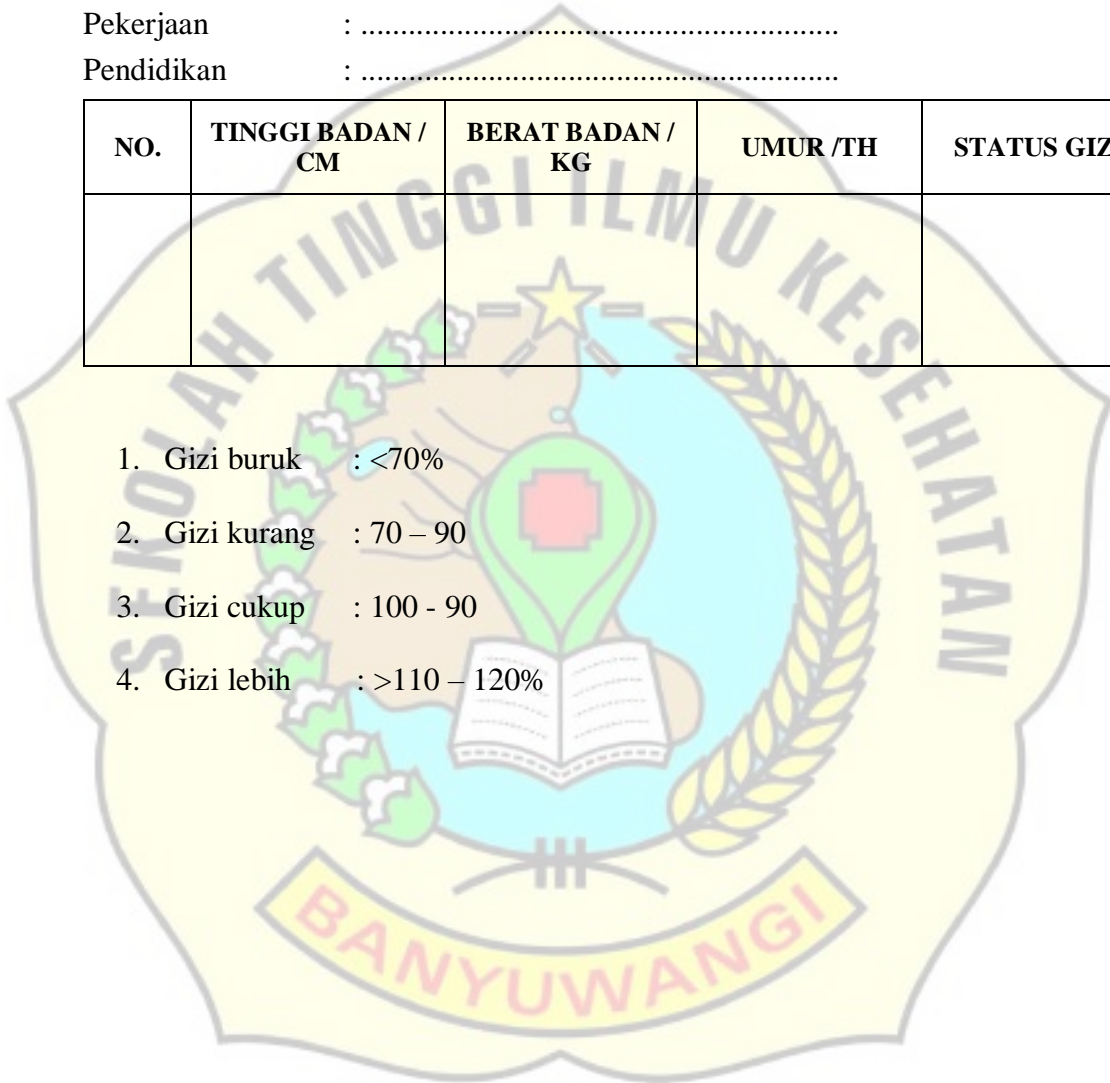 Pekerjaan : ............................................................
Pendidikan : ............................................................
NO. TINGGI BADAN / CM BERAT BADAN / KG UMUR /TH STATUS GIZ
1. Gizi buruk : <70%
2. Gizi kurang : 70 – 90
3. Gizi cukup : 100 - 90
4. Gizi lebih : >110 – 120%
SEKOLAH TINGGI ILMU KESEHATAN
BANYUWANGI